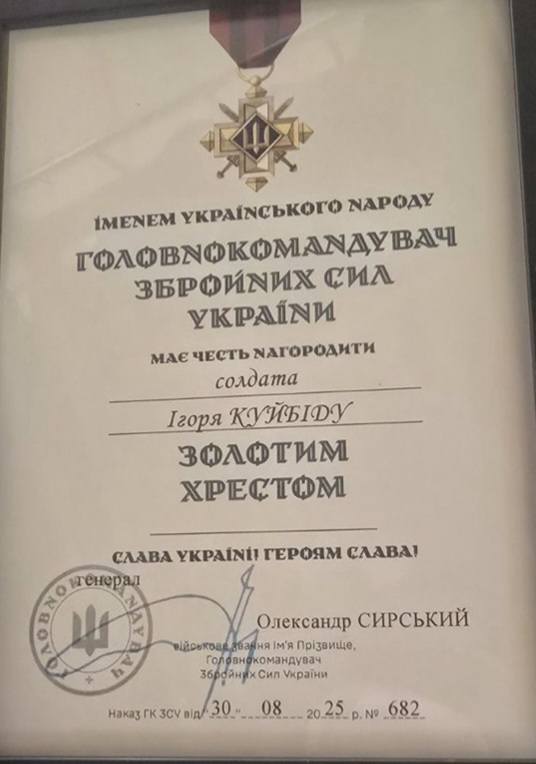 ІМЕНЕМ УКРАЇНСЬКОГО НАРОДУ
ГОЛОВНОКОМАНДУВАЧ
ЗБРОЙНИХ СИЛ
УКРАЇНИ
МАЄ ЧЕСТЬ НАГОРОДИТИ
солдата
Ігоря КУЙБІДУ
ЗОЛОТИМ
ХРЕСТОМ
СЛАВА УКРАЇНІ! ГЕРОЯМ СЛАВА!
генерал
ГОЛОВНОКОМАНДУВАЧ
Олександр СИРСЬКИЙ
військове звання Ім'я Прізвище,
Головнокомандувач
Збройних Сил України
Наказ ГК ЗСУ від "30" 08 2025 р. № 682